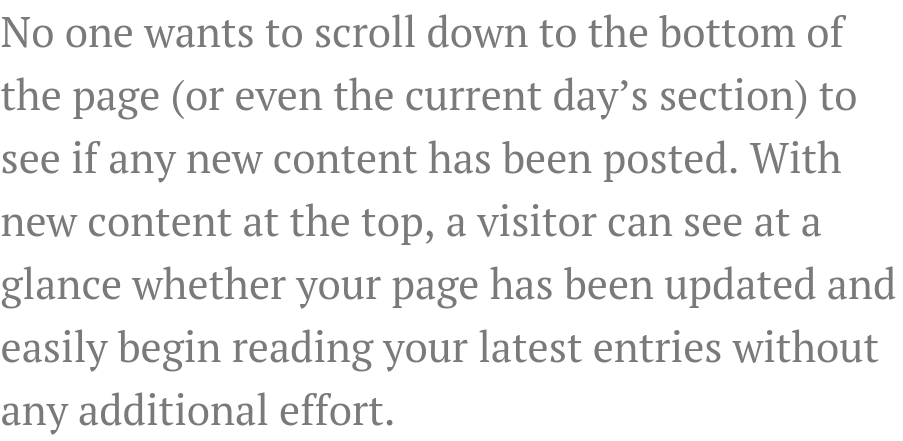 No one wants to scroll down to the bottom of
the page (or even the current day’s section) to
see if any new content has been posted. With
new content at the top, a visitor can see at a
glance whether your page has been updated and
easily begin reading your latest entries without
any additional effort.